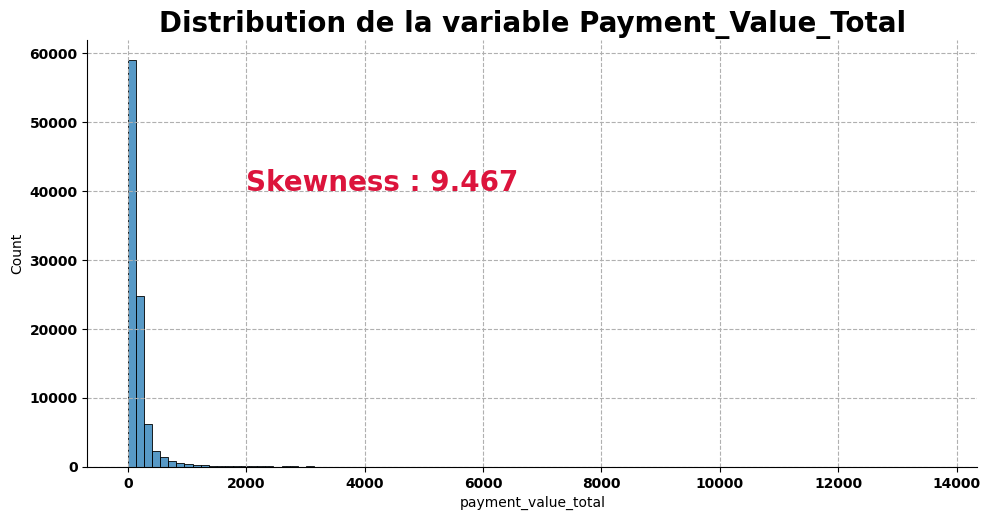 Distribution de la variable Payment_Value_Total
60000
50000
Skewness : 9.467
40000
30000
20000
10000
0
Count
0 2000 4000 6000 8000 10000 12000 14000
payment_value_total